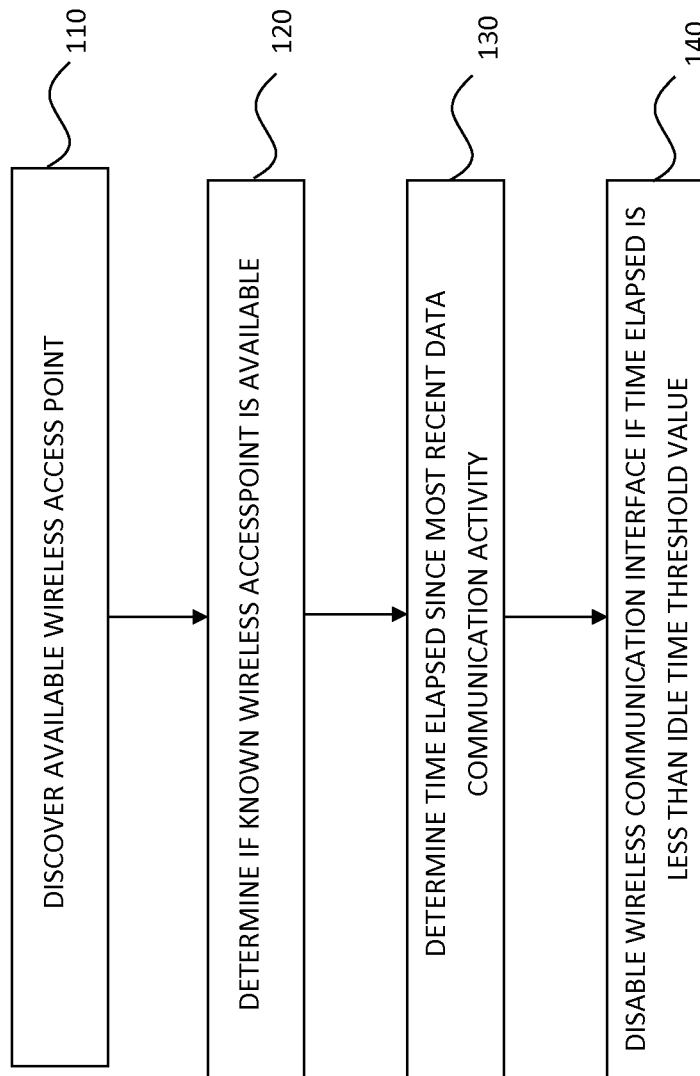 DISCOVER AVAILABLE WIRELESS ACCESS POINT
110
DETERMINE IF KNOWN WIRELESS ACCESSPOINT IS AVAILABLE
120
DETERMINE TIME ELAPSED SINCE MOST RECENT DATA
COMMUNICATION ACTIVITY
130
DISABLE WIRELESS COMMUNICATION INTERFACE IF TIME ELAPSED IS
LESS THAN IDLE TIME THRESHOLD VALUE
140